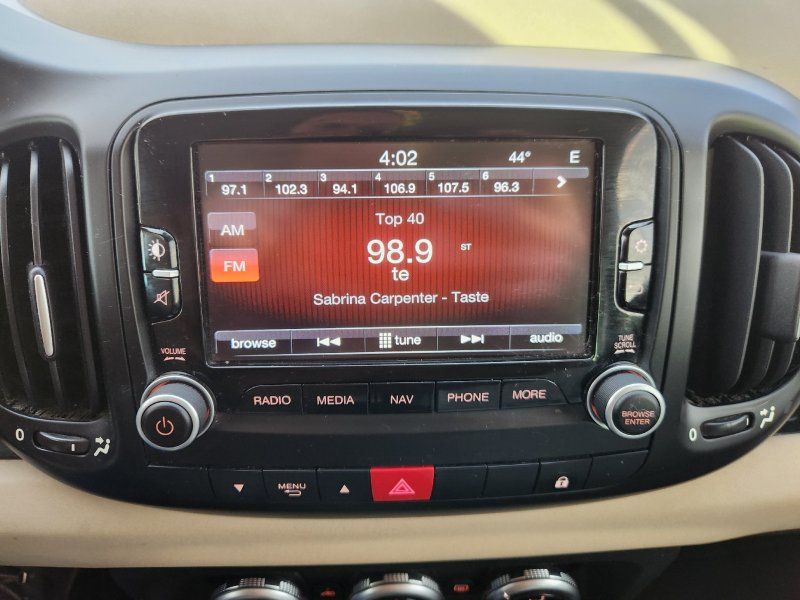 4:02 44° E
1 2 3 4 5 6
97.1 102.3 94.1 106.9 107.5 96.3 >
AM
Top 40
98.9 ST
FM
te
Sabrina Carpenter - Taste
browse tune audio
VOLUME
TUNE
SCROLL
RADIO MEDIA NAV PHONE MORE
BROWSE
ENTER
0
0
MENU